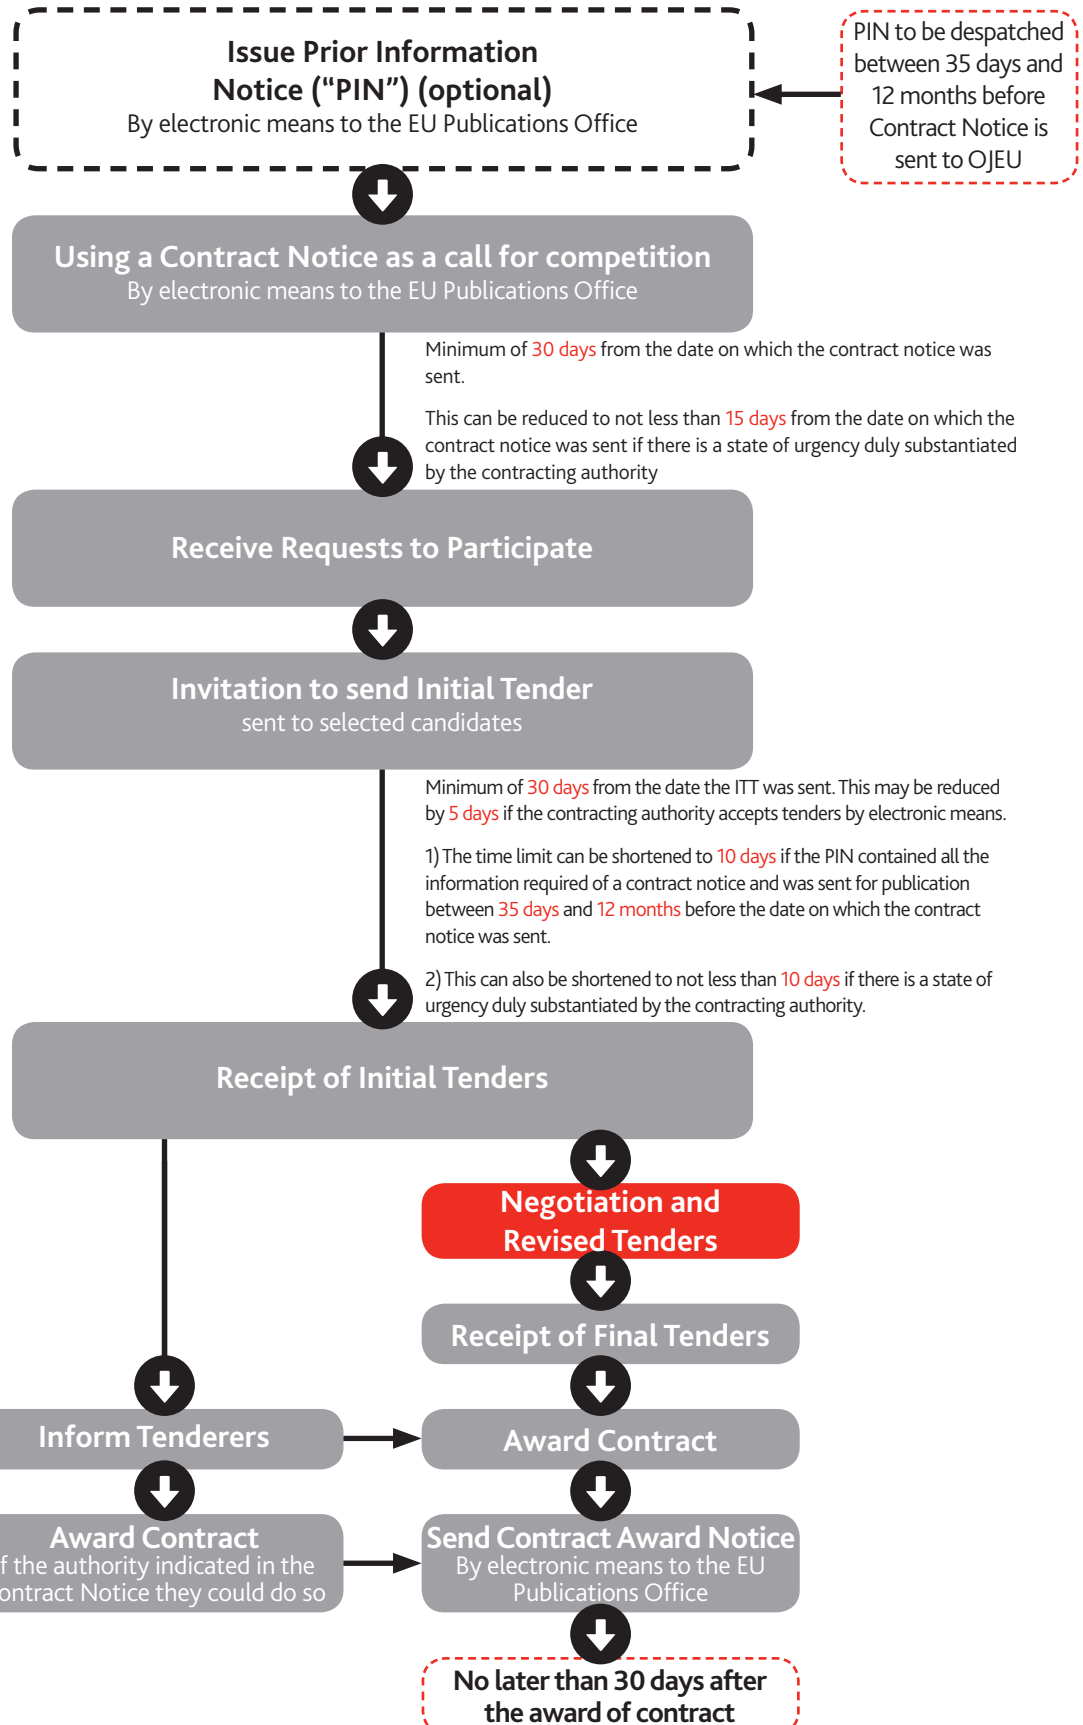 Issue Prior Information
Notice (“PIN”) (optional)
By electronic means to the EU Publications Office
PIN to be despatched
between 35 days and
12 months before
Contract Notice is
sent to OJEU
Using a Contract Notice as a call for competition
By electronic means to the EU Publications Office
Minimum of 30 days from the date on which the contract notice was
sent.
This can be reduced to not less than 15 days from the date on which the
contract notice was sent if there is a state of urgency duly substantiated
by the contracting authority
Receive Requests to Participate
Invitation to send Initial Tender
sent to selected candidates
Minimum of 30 days from the date the ITT was sent. This may be reduced
by 5 days if the contracting authority accepts tenders by electronic means.
1) The time limit can be shortened to 10 days if the PIN contained all the
information required of a contract notice and was sent for publication
between 35 days and 12 months before the date on which the contract
notice was sent.
2) This can also be shortened to not less than 10 days if there is a state of
urgency duly substantiated by the contracting authority.
Receipt of Initial Tenders
Negotiation and
Revised Tenders
Receipt of Final Tenders
Inform Tenderers
Award Contract
Award Contract
f the authority indicated in the
ontract Notice they could do so
Send Contract Award Notice
By electronic means to the EU
Publications Office
No later than 30 days after
the award of contract